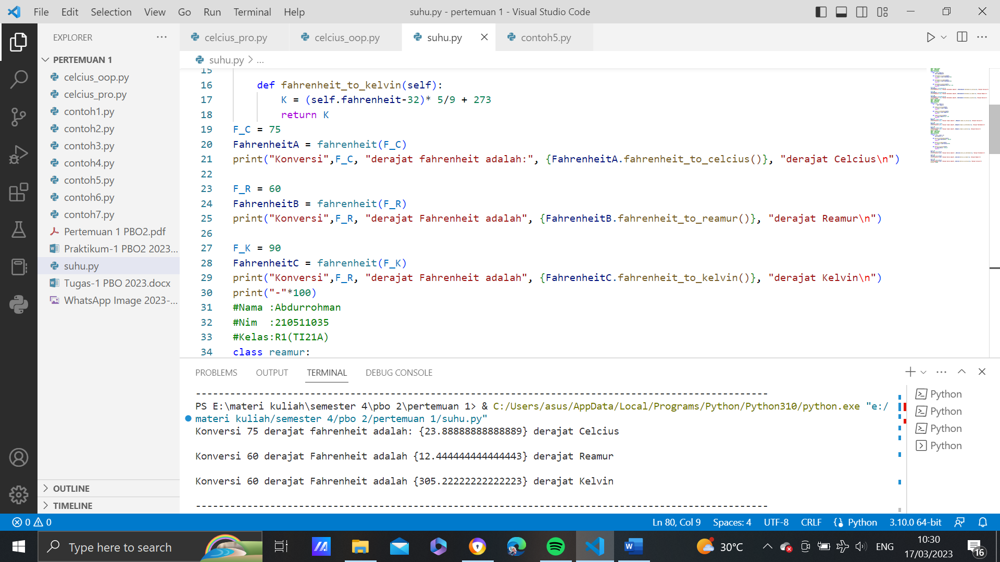 File Edit Selection View Go Run Terminal Help
suhu.py - pertemuan 1 - Visual Studio Code
EXPLORER
PERTEMUAN 1
celcius_oop.py
celcius_pro.py
contoh1.py
contoh2.py
contoh3.py
contoh4.py
contoh5.py
contoh6.py
contoh7.py
Pertemuan 1 PBO2.pdf
Praktikum-1 PBO2 2023...
suhu.py
Tugas-1 PBO 2023.docx
WhatsApp Image 2023-...
OUTLINE
TIMELINE
celcius_pro.py celcius_oop.py suhu.py contoh5.py
suhu.py > ...
15
16 def fahrenheit_to_kelvin(self):
17 K = (self.fahrenheit-32)* 5/9 + 273
18 return K
19 F_C = 75
20 FahrenheitA = fahrenheit(F_C)
21 print("Konversi",F_C, "derajat fahrenheit adalah:", {FahrenheitA.fahrenheit_to_celcius()}, "derajat Celcius\n")
22
23 F_R = 60
24 FahrenheitB = fahrenheit(F_R)
25 print("Konversi",F_R, "derajat Fahrenheit adalah", {FahrenheitB.fahrenheit_to_reamur()}, "derajat Reamur\n")
26
27 F_K = 90
28 FahrenheitC = fahrenheit(F_K)
29 print("Konversi",F_R, "derajat Fahrenheit adalah", {FahrenheitC.fahrenheit_to_kelvin()}, "derajat Kelvin\n")
30 print("-"*100)
31 #Nama :Abdurrohman
32 #Nim  :210511035
33 #Kelas:R1(TI21A)
34 class reamur:
PROBLEMS OUTPUT TERMINAL DEBUG CONSOLE
----------------------------------------------------------------------------------------------------
PS E:\materi kuliah\semester 4\pbo 2\pertemuan 1> & C:/Users/asus/AppData/Local/Programs/Python/Python310/python.exe "e:/
materi kuliah/semester 4/pbo 2/pertemuan 1/suhu.py"
Konversi 75 derajat fahrenheit adalah: {23.88888888888889} derajat Celcius
Konversi 60 derajat Fahrenheit adalah {12.444444444444443} derajat Reamur
Konversi 60 derajat Fahrenheit adalah {305.22222222222223} derajat Kelvin
----------------------------------------------------------------------------------------------------
Python
Python
Python
Python
0 0
Ln 80, Col 9 Spaces: 4 UTF-8 CRLF Python 3.10.0 64-bit
Type here to search
30°C
ENG
10:30
17/03/2023
16